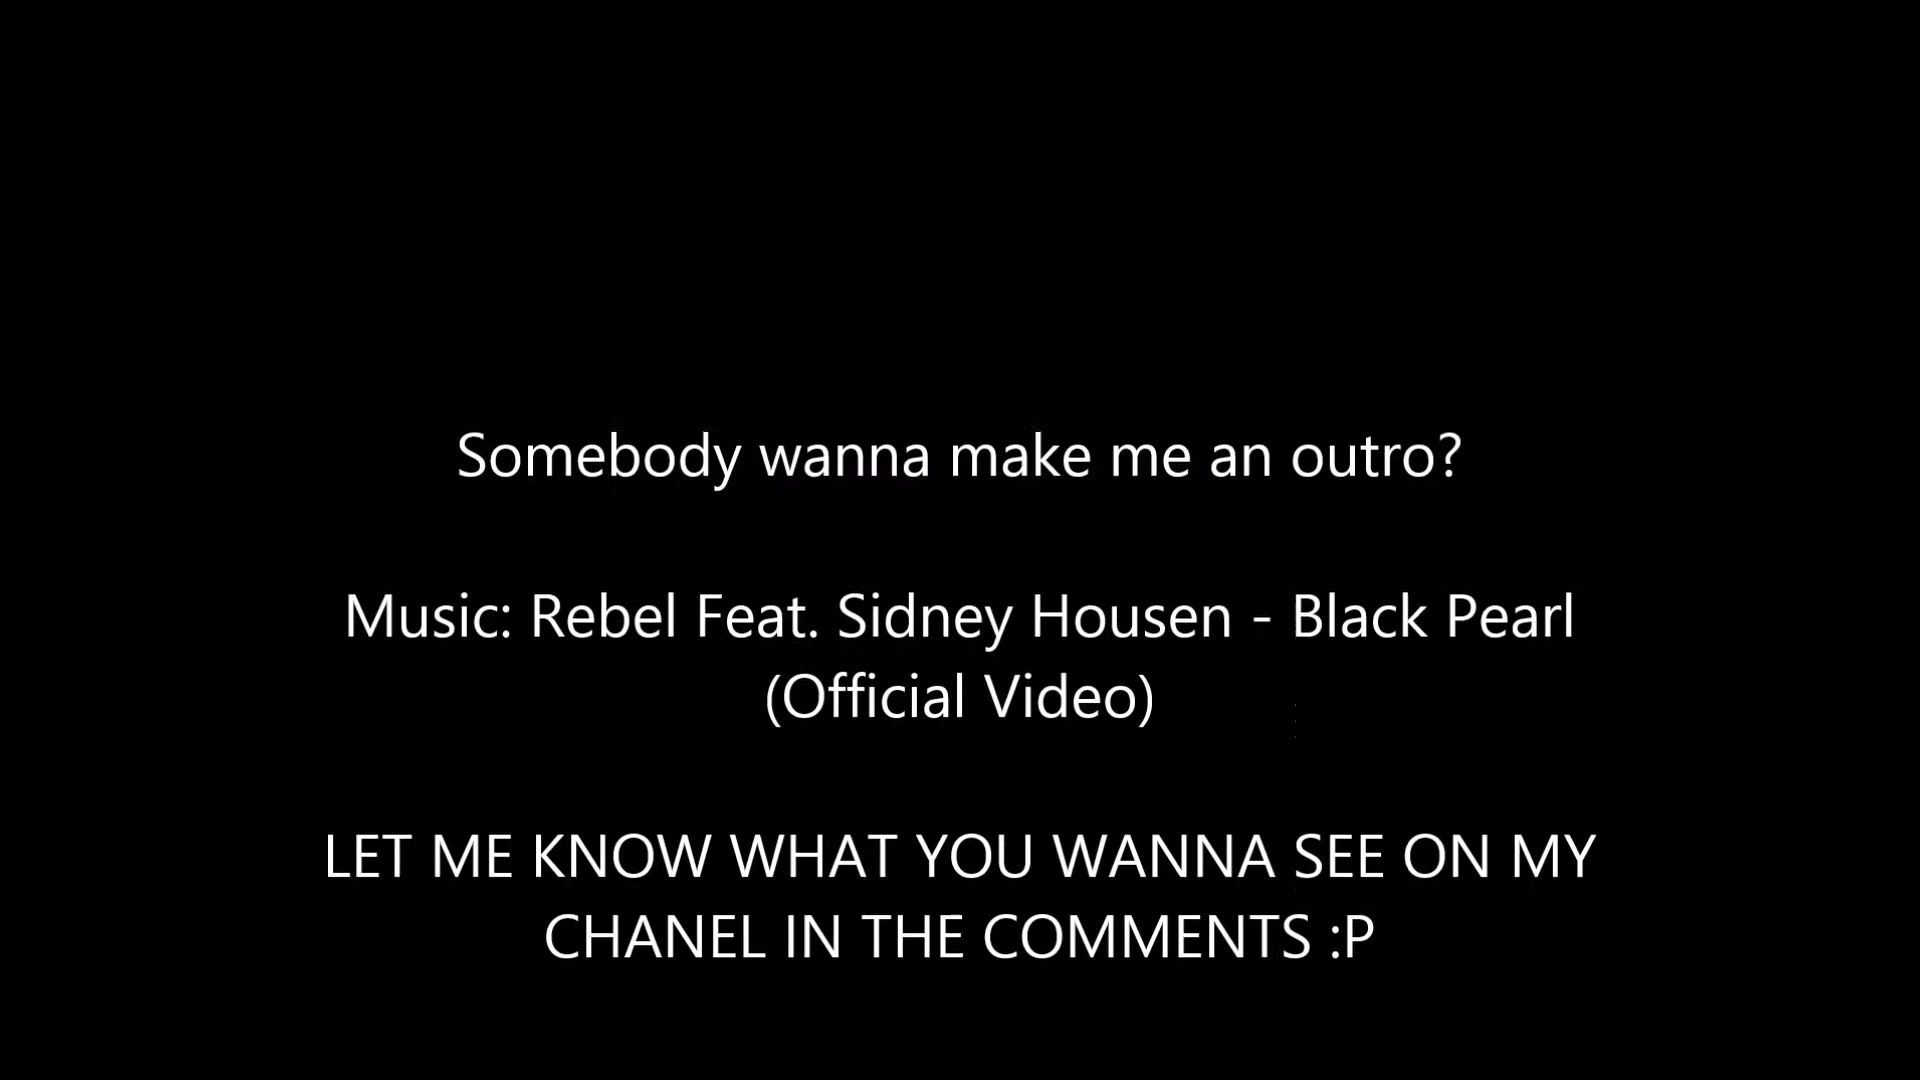 Somebody wanna make me an outro?
Music: Rebel Feat. Sidney Housen - Black Pearl
(Official Video)
LET ME KNOW WHAT YOU WANNA SEE ON MY
CHANEL IN THE COMMENTS :P